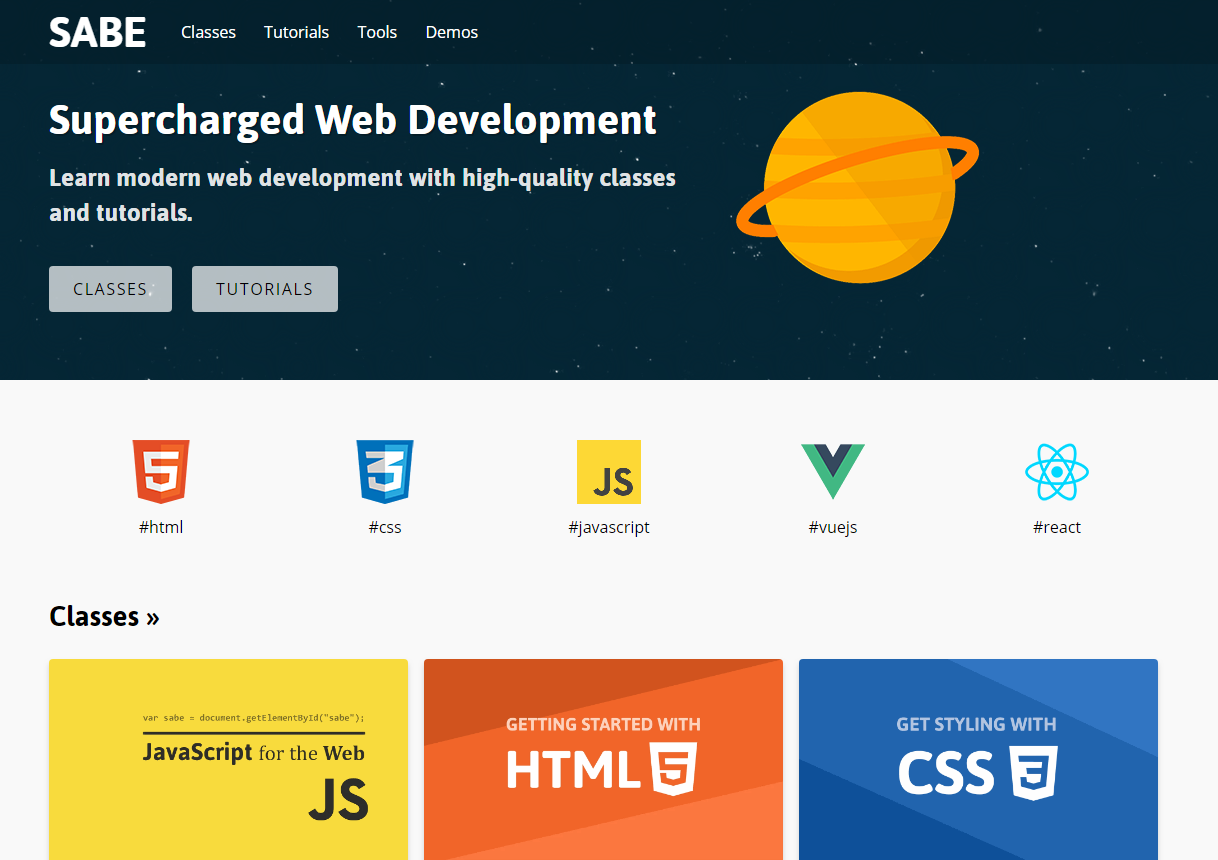 SABE Classes Tutorials Tools Demos
Supercharged Web Development
Learn modern web development with high-quality classes
and tutorials.
CLASSES TUTORIALS
5 3 JS
#html #css #javascript #vuejs #react
Classes »
var sabe = document.getElementById("sabe");
JavaScript for the Web
JS
GETTING STARTED WITH
HTML 5
GET STYLING WITH
CSS 3